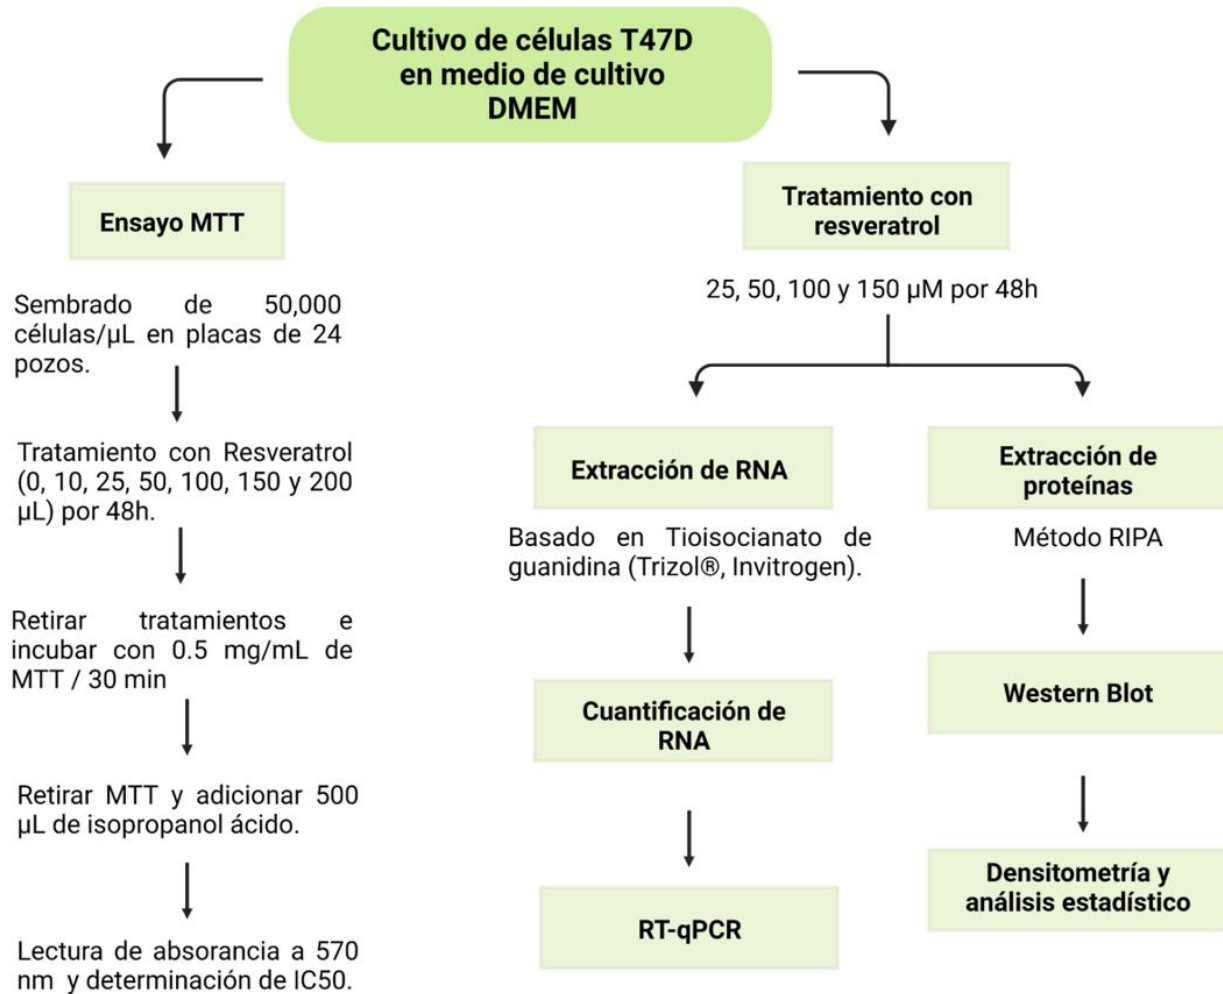 Cultivo de células T47D
en medio de cultivo
DMEM
Ensayo MTT
Sembrado de 50,000
células/µL en placas de 24
pozos.
Tratamiento con Resveratrol
(0, 10, 25, 50, 100, 150 y 200
µL) por 48h.
Retirar tratamientos e
incubar con 0.5 mg/mL de
MTT / 30 min
Retirar MTT y adicionar 500
µL de isopropanol ácido.
Lectura de absorancia a 570
nm y determinación de IC50.
Tratamiento con
resveratrol
25, 50, 100 y 150 µM por 48h
Extracción de RNA
Basado en Tioisocianato de
guanidina (Trizol®, Invitrogen).
Cuantificación de
RNA
RT-qPCR
Extracción de
proteínas
Método RIPA
Western Blot
Densitometría y
análisis estadístico